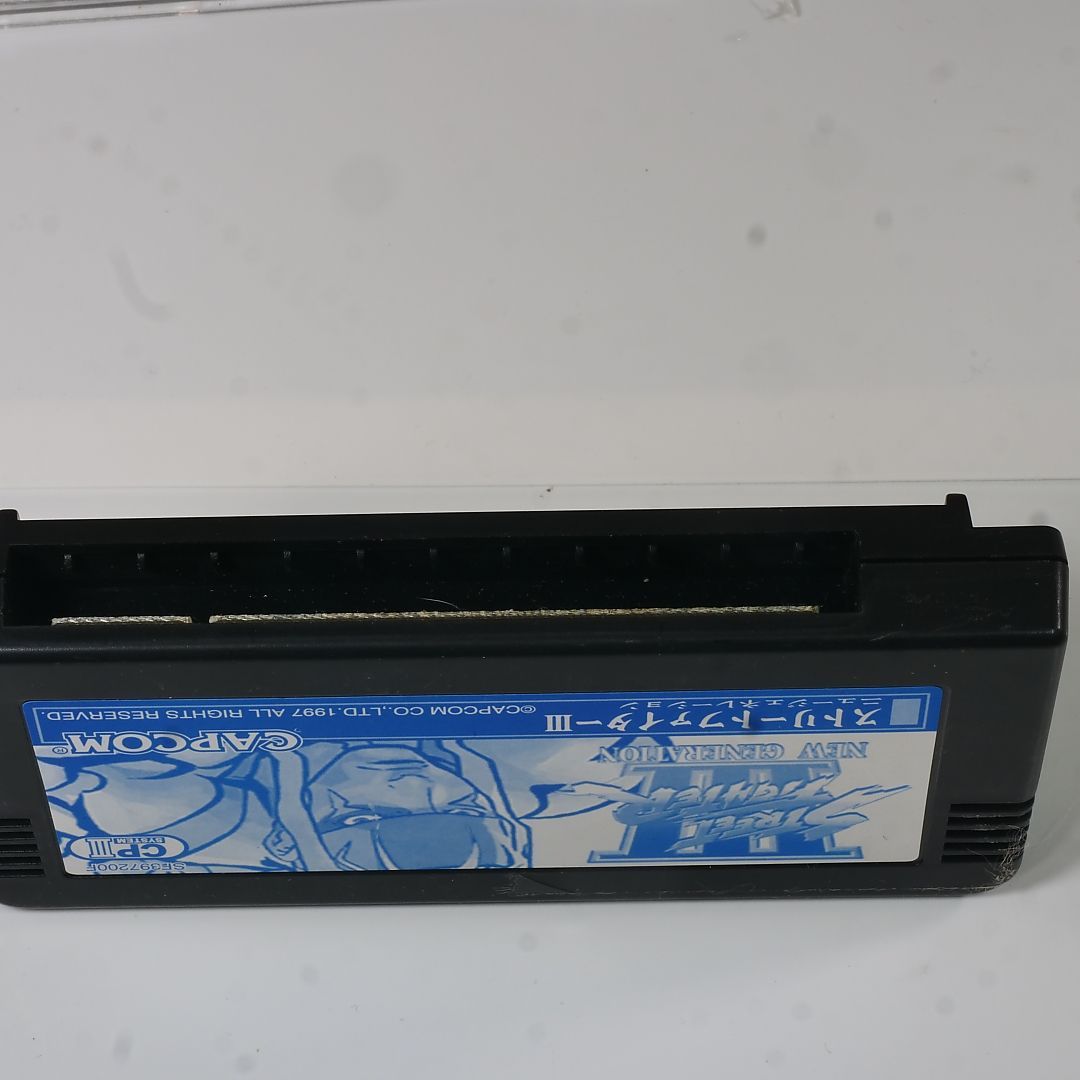 SF397200F
CP III
SYSTEM
STREET
FIGHTER
III
NEW GENERATION
CAPCOM®
ストリートファイターIII
ニュージェネレーション
©CAPCOM CO.,LTD.1997 ALL RIGHTS RESERVED.